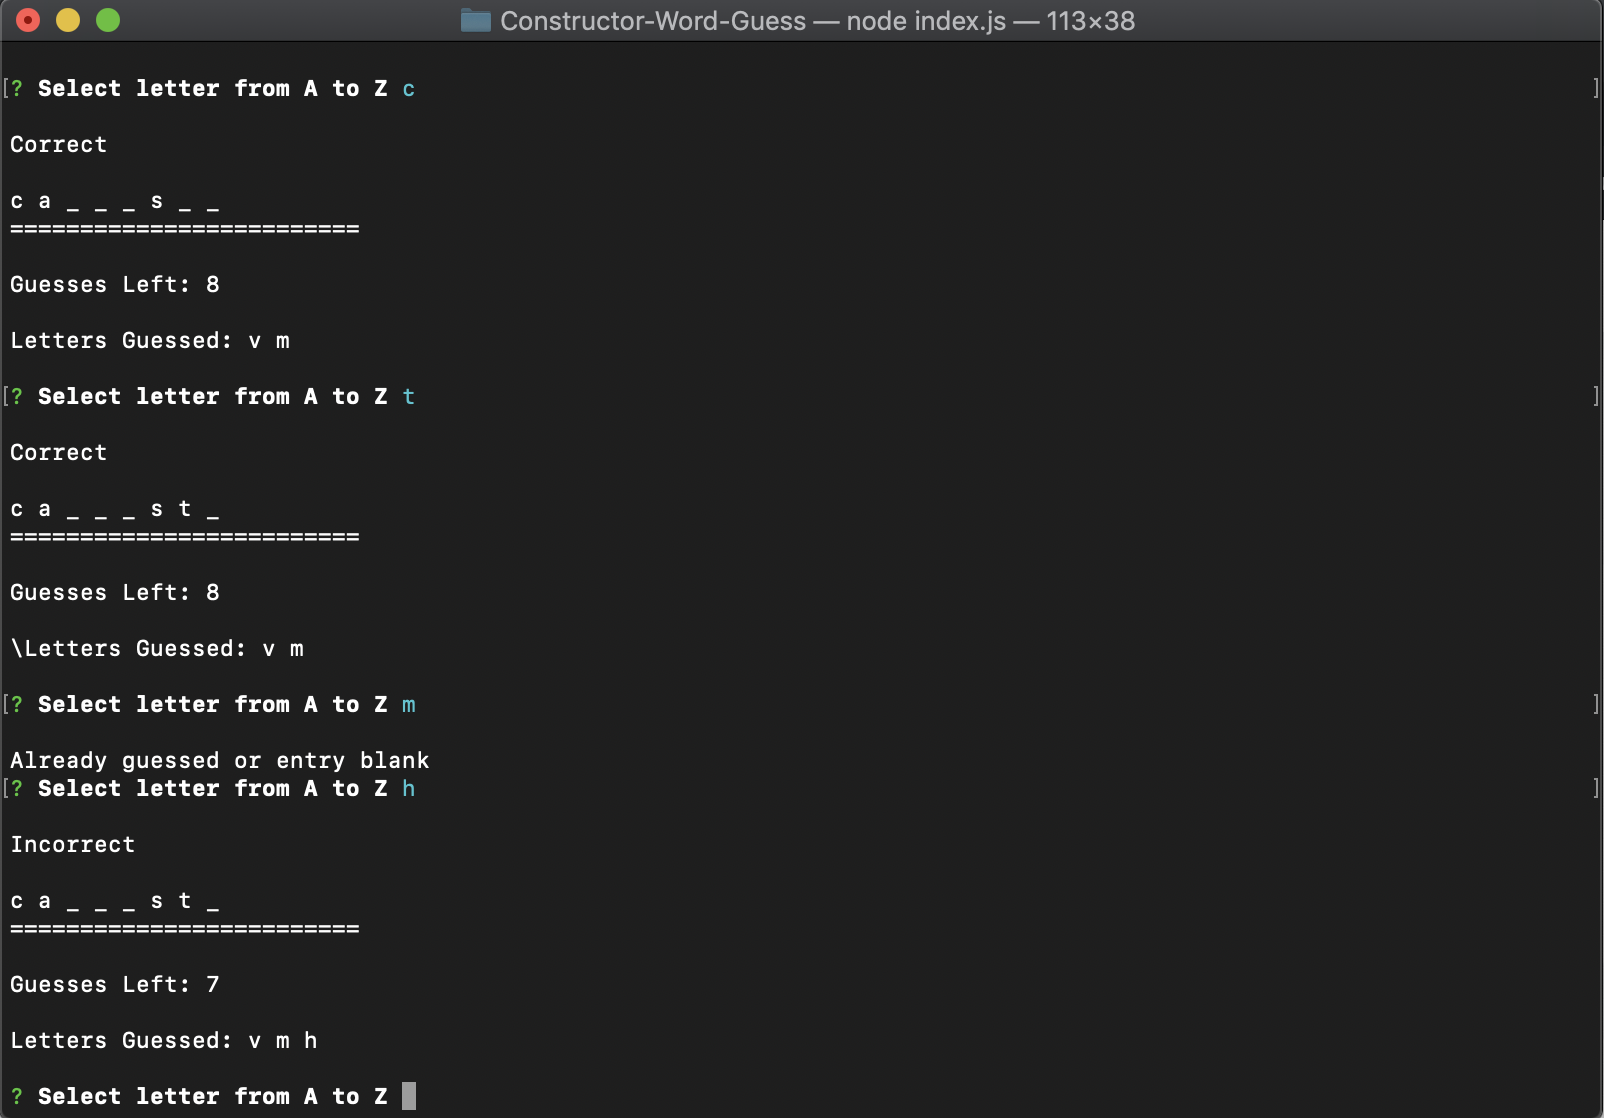 Constructor-Word-Guess — node index.js — 113×38
[? Select letter from A to Z c ]
Correct
c a _ _ _ s _ _
=========================
Guesses Left: 8
Letters Guessed: v m
[? Select letter from A to Z t ]
Correct
c a _ _ _ s t _
=========================
Guesses Left: 8
\Letters Guessed: v m
[? Select letter from A to Z m ]
Already guessed or entry blank
[? Select letter from A to Z h ]
Incorrect
c a _ _ _ s t _
=========================
Guesses Left: 7
Letters Guessed: v m h
? Select letter from A to Z